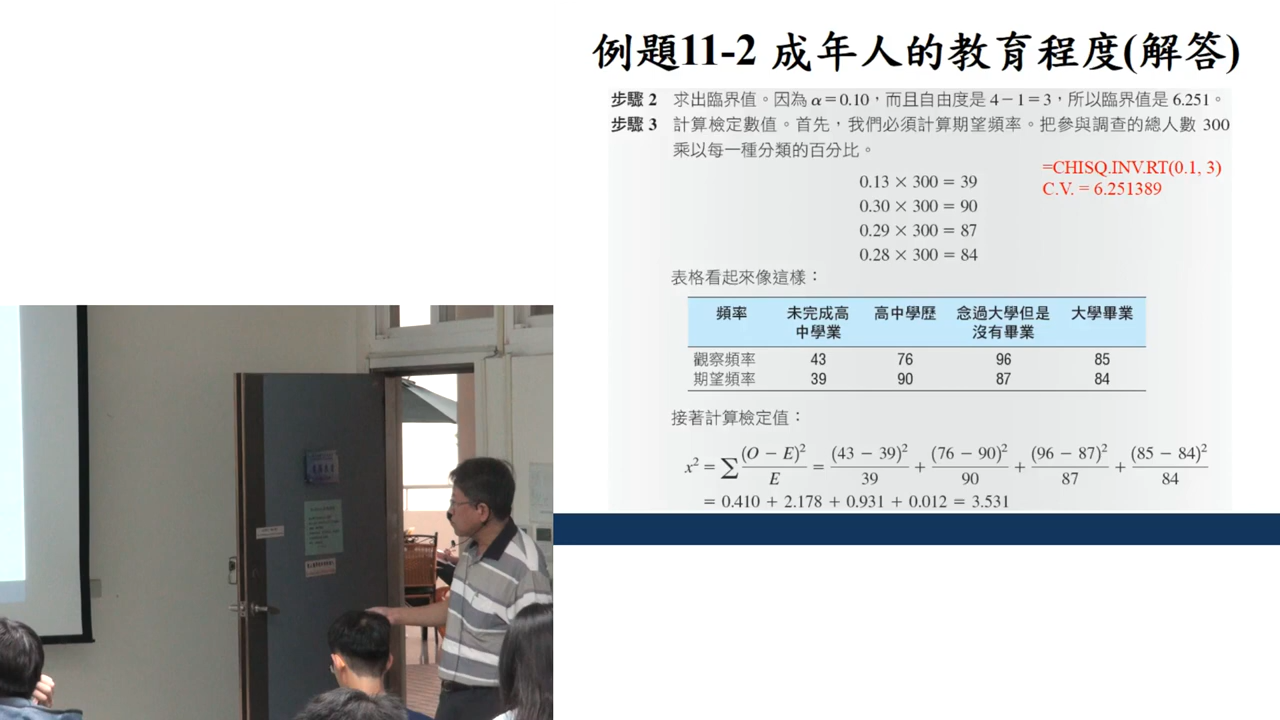 例題11-2 成年人的教育程度(解答)
步驟 2 求出臨界值。因為 α = 0.10,而且自由度是 4 − 1 = 3,所以臨界值是 6.251。
步驟 3 計算檢定數值。首先,我們必須計算期望頻率。把參與調查的總人數 300
乘以每一種分類的百分比。
=CHISQ.INV.RT(0.1, 3)
C.V. = 6.251389
0.13 × 300 = 39
0.30 × 300 = 90
0.29 × 300 = 87
0.28 × 300 = 84
表格看起來像這樣:
頻率 未完成高中學業 高中學歷 念過大學但是沒有畢業 大學畢業
觀察頻率 43 76 96 85
期望頻率 39 90 87 84
接著計算檢定值:
x² = ∑ (O − E)²/E = (43 − 39)²/39 + (76 − 90)²/90 + (96 − 87)²/87 + (85 − 84)²/84
= 0.410 + 2.178 + 0.931 + 0.012 = 3.531